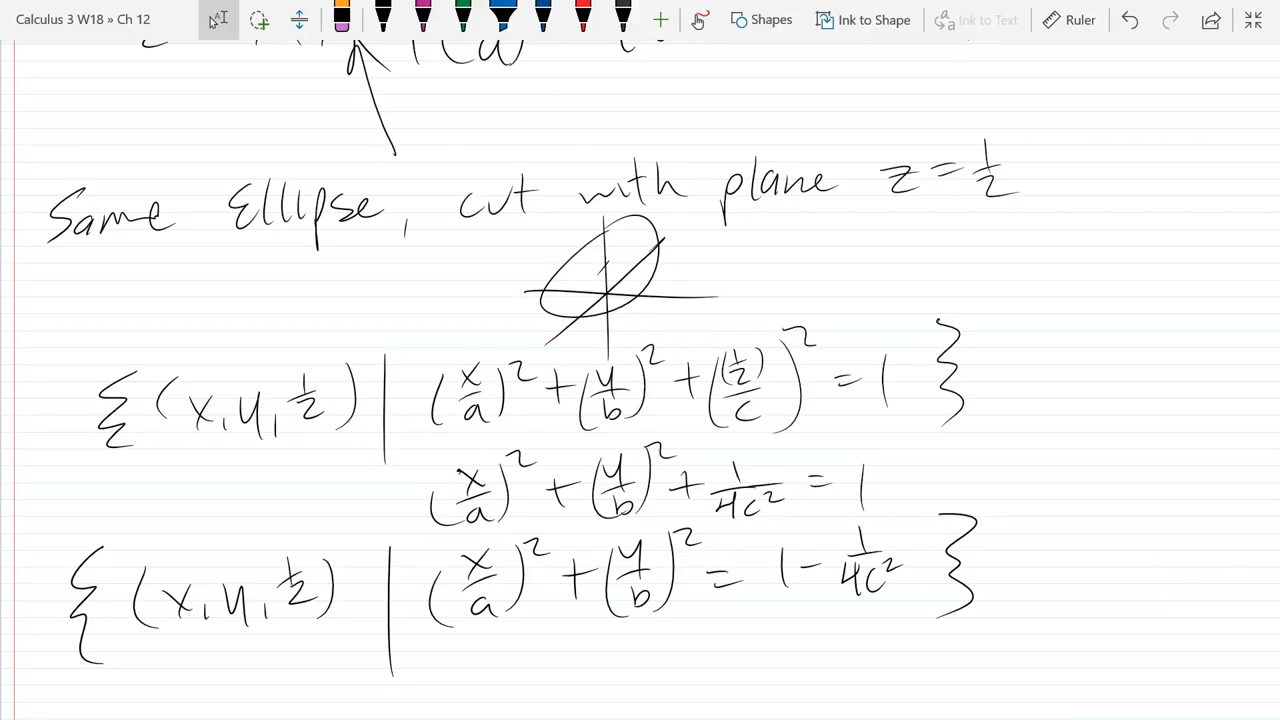 Calculus 3 W18 » Ch 12
Shapes Ink to Shape Ink to Text Ruler
Same Ellipse, cut with plane z = 1/2
{ (x, y, 1/2) | (x/a)² + (y/b)² + ((1/2)/c)² = 1 }
(x/a)² + (y/b)² + 1/4c² = 1
{ (x, y, 1/2) | (x/a)² + (y/b)² = 1 - 1/4c² }